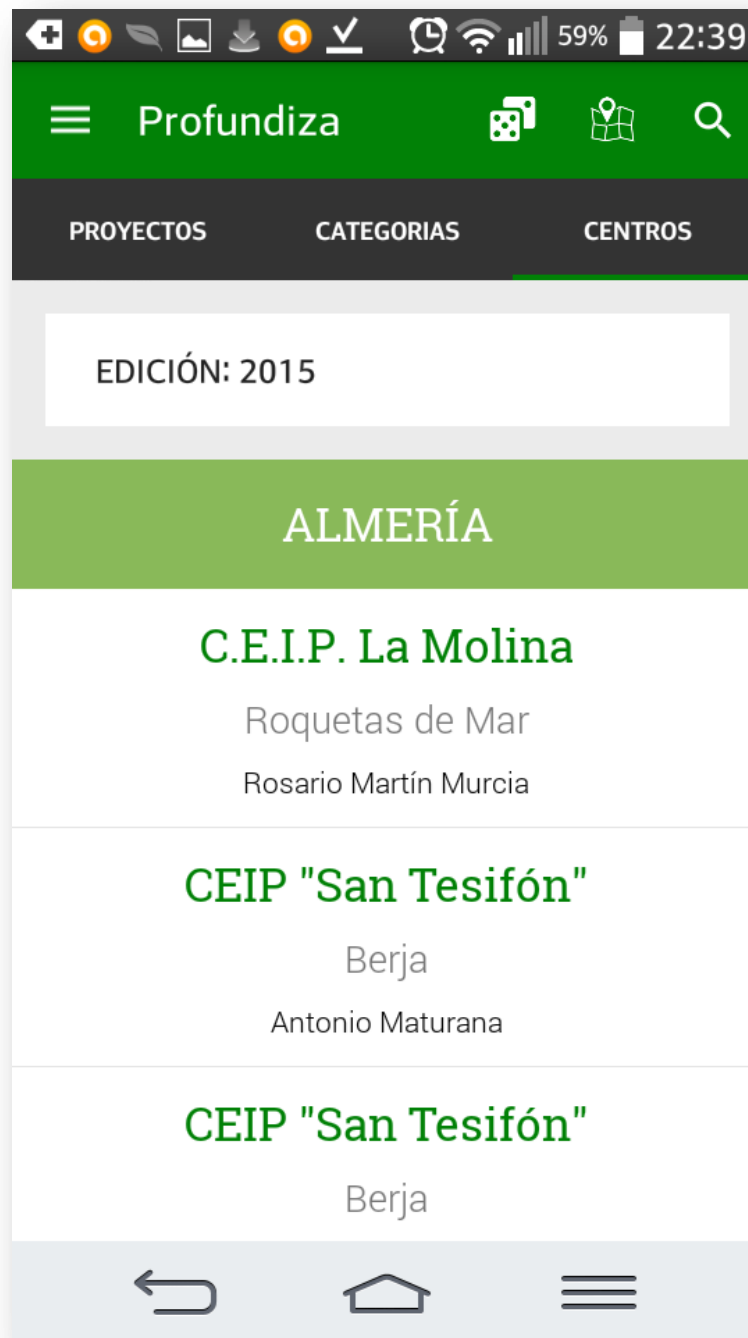 59% 22:39
Profundiza
PROYECTOS CATEGORIAS CENTROS
EDICIÓN: 2015
ALMERÍA
C.E.I.P. La Molina
Roquetas de Mar
Rosario Martín Murcia
CEIP "San Tesifón"
Berja
Antonio Maturana
CEIP "San Tesifón"
Berja